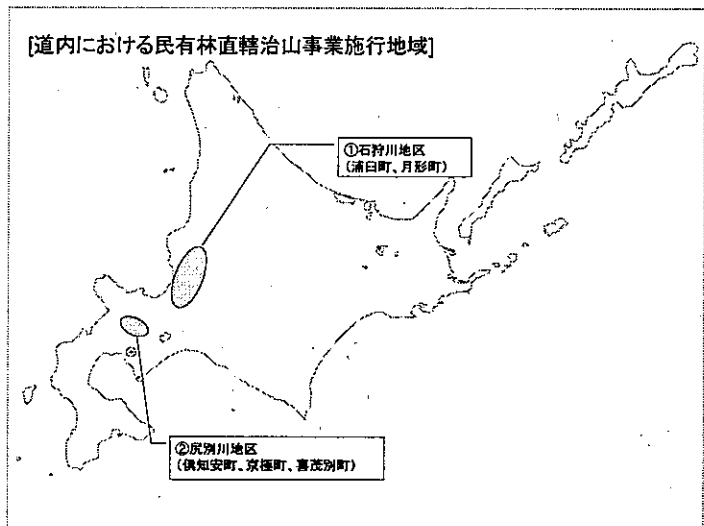 [道内における民有林直轄治山事業施行地域]
①石狩川地区
(浦臼町、月形町)
②尻別川地区
(倶知安町、京極町、喜茂別町)